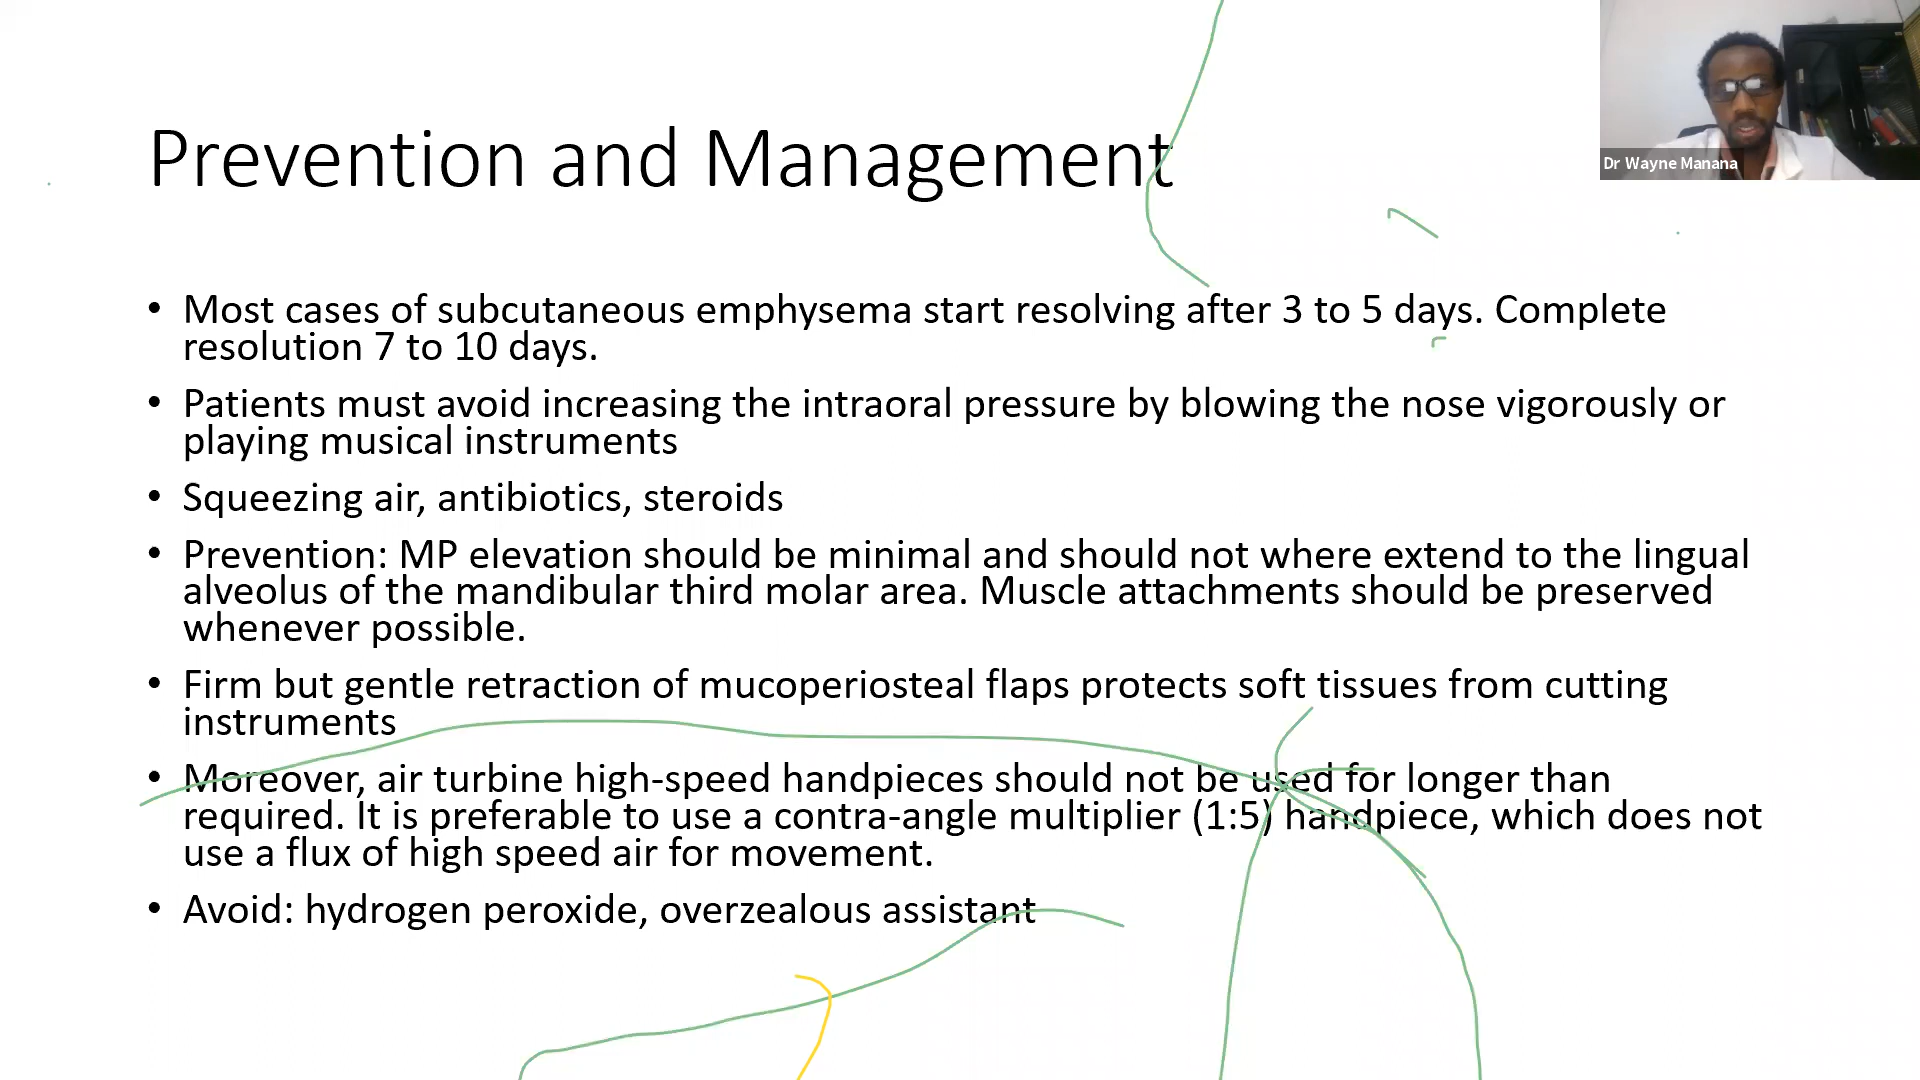 Prevention and Management
Dr Wayne Manana
• Most cases of subcutaneous emphysema start resolving after 3 to 5 days. Complete
resolution 7 to 10 days.
• Patients must avoid increasing the intraoral pressure by blowing the nose vigorously or
playing musical instruments
• Squeezing air, antibiotics, steroids
• Prevention: MP elevation should be minimal and should not where extend to the lingual
alveolus of the mandibular third molar area. Muscle attachments should be preserved
whenever possible.
• Firm but gentle retraction of mucoperiosteal flaps protects soft tissues from cutting
instruments
• Moreover, air turbine high-speed handpieces should not be used for longer than
required. It is preferable to use a contra-angle multiplier (1:5) handpiece, which does not
use a flux of high speed air for movement.
• Avoid: hydrogen peroxide, overzealous assistant